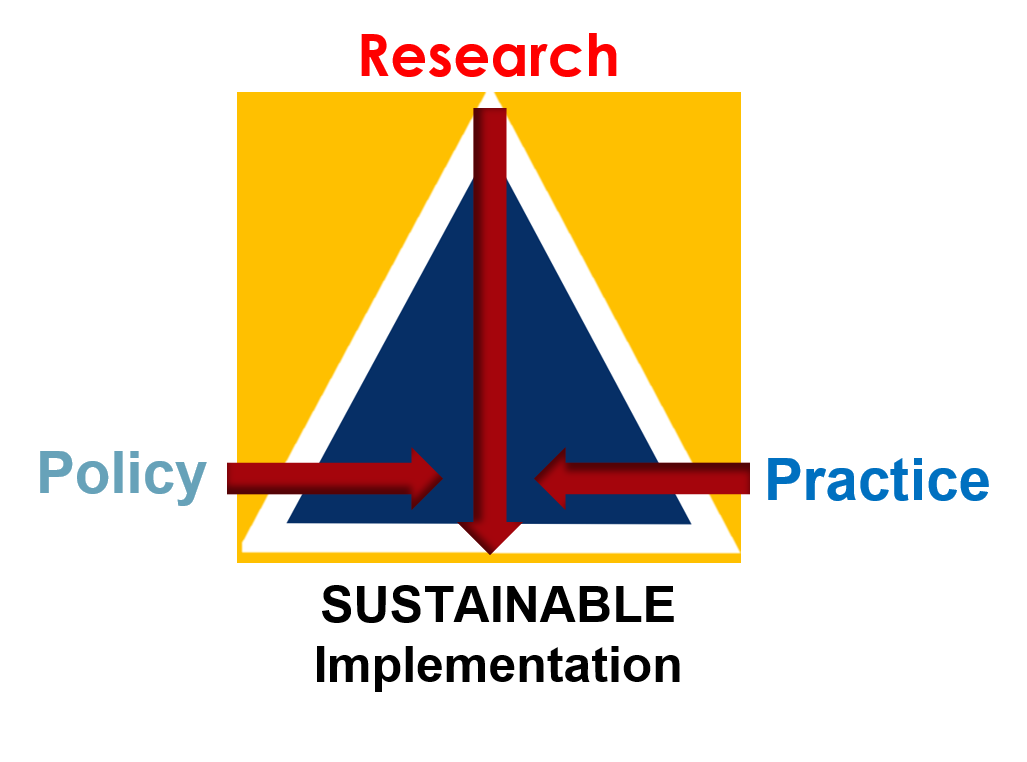 Research
Policy
Practice
SUSTAINABLE
Implementation